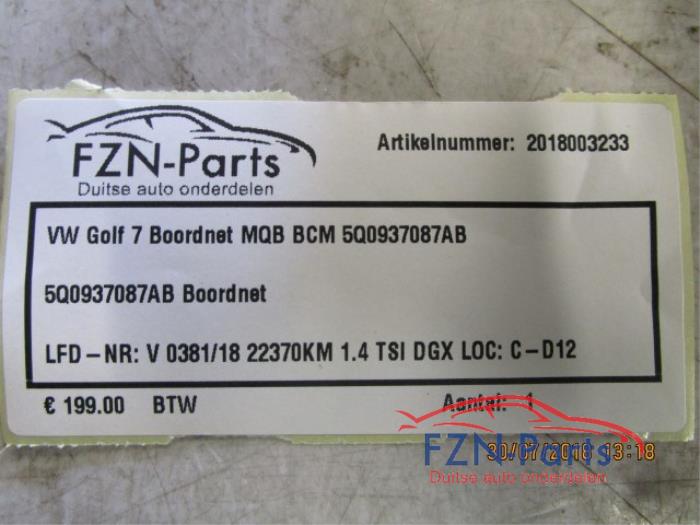 FZN-Parts
Duitse auto onderdelen
Artikelnummer: 2018003233
VW Golf 7 Boordnet MQB BCM 5Q0937087AB
5Q0937087AB Boordnet
LFD-NR: V 0381/18 22370KM 1.4 TSI DGX LOC: C-D12
€ 199.00 BTW
Aantal: 1
30/07/2018 13:18
FZN-Parts
Duitse auto onderdelen